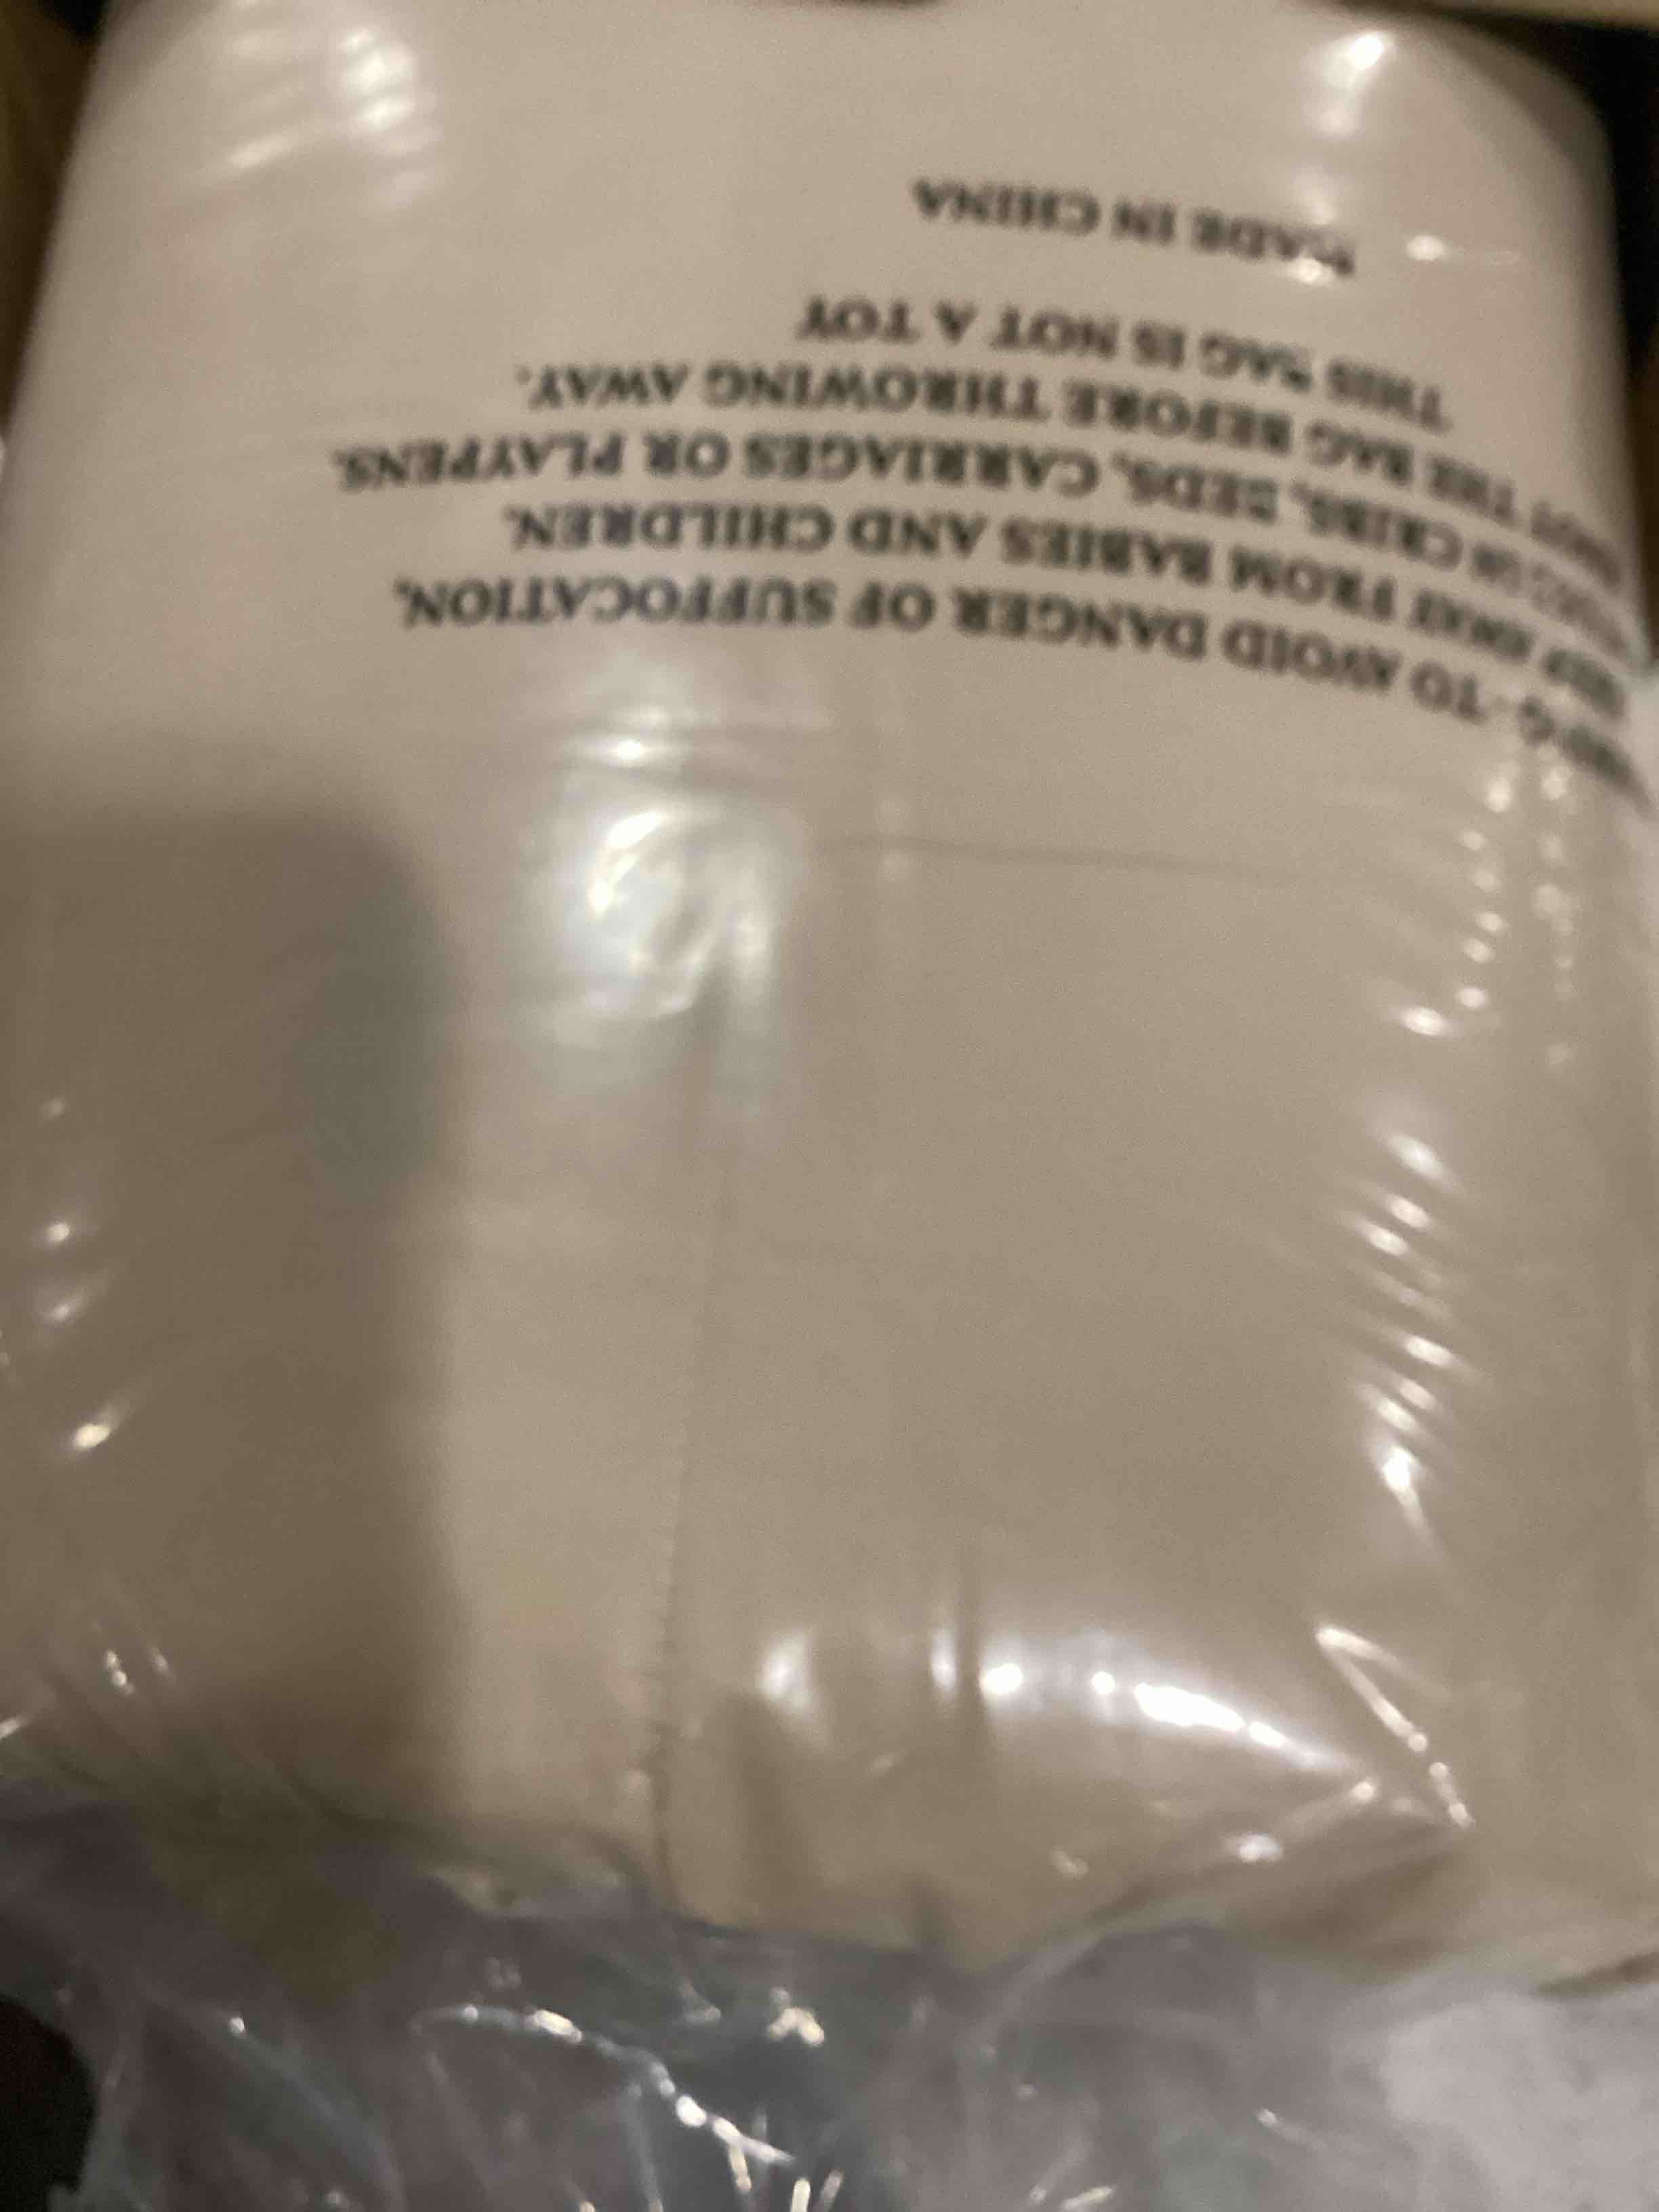 TO AVOID DANGER OF SUFFOCATION,
AWAY FROM BABIES AND CHILDREN.
CRIBS, BEDS, CARRIAGES OR PLAYPENS.
THE BAG BEFORE THROWING AWAY.
THIS BAG IS NOT A TOY
MADE IN CHINA